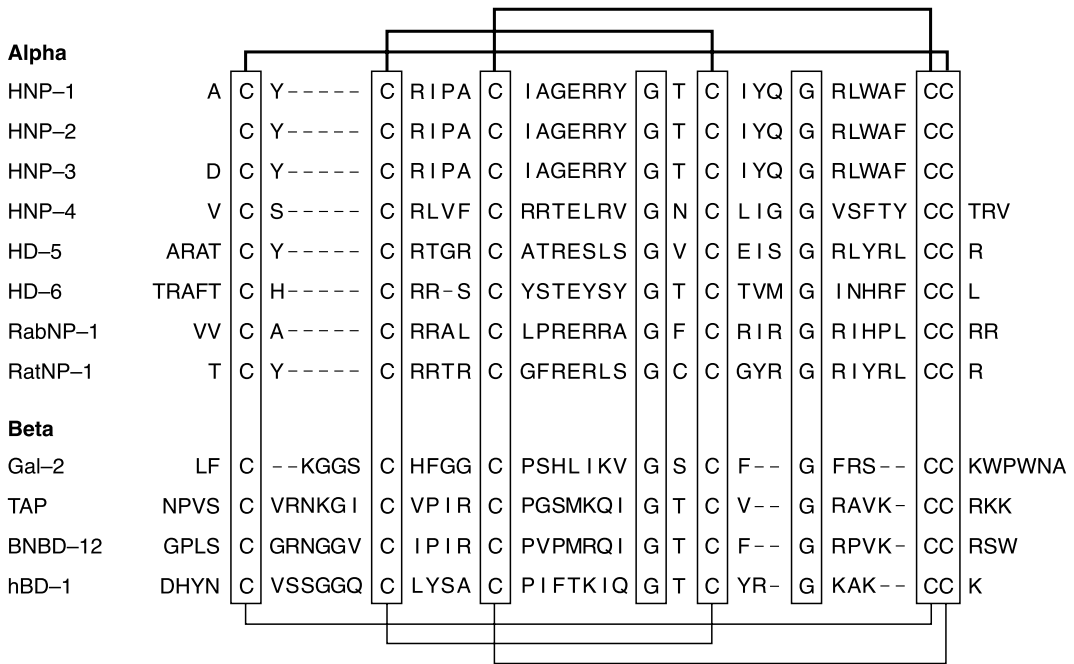 Alpha
HNP–1 A C Y----- C RIPA C IAGERRY G T C IYQ G RLWAF CC
HNP–2 C Y----- C RIPA C IAGERRY G T C IYQ G RLWAF CC
HNP–3 D C Y----- C RIPA C IAGERRY G T C IYQ G RLWAF CC
HNP–4 V C S----- C RLVF C RRTELRV G N C LIG G VSFTY CC TRV
HD–5 ARAT C Y----- C RTGR C ATRESLS G V C EIS G RLYRL CC R
HD–6 TRAFT C H----- C RR-S C YSTEYSY G T C TVM G INHRF CC L
RabNP–1 VV C A----- C RRAL C LPRERRA G F C RIR G RIHPL CC RR
RatNP–1 T C Y----- C RRTR C GFRERLS G C C GYR G RIYRL CC R
Beta
Gal–2 LF C --KGGS C HFGG C PSHLIKV G S C F-- G FRS-- CC KWPWNA
TAP NPVS C VRNKGI C VPIR C PGSMKQI G T C V-- G RAVK- CC RKK
BNBD–12 GPLS C GRNGGV C IPIR C PVPMRQI G T C F-- G RPVK- CC RSW
hBD–1 DHYN C VSSGGQ C LYSA C PIFTKIQ G T C YR- G KAK-- CC K